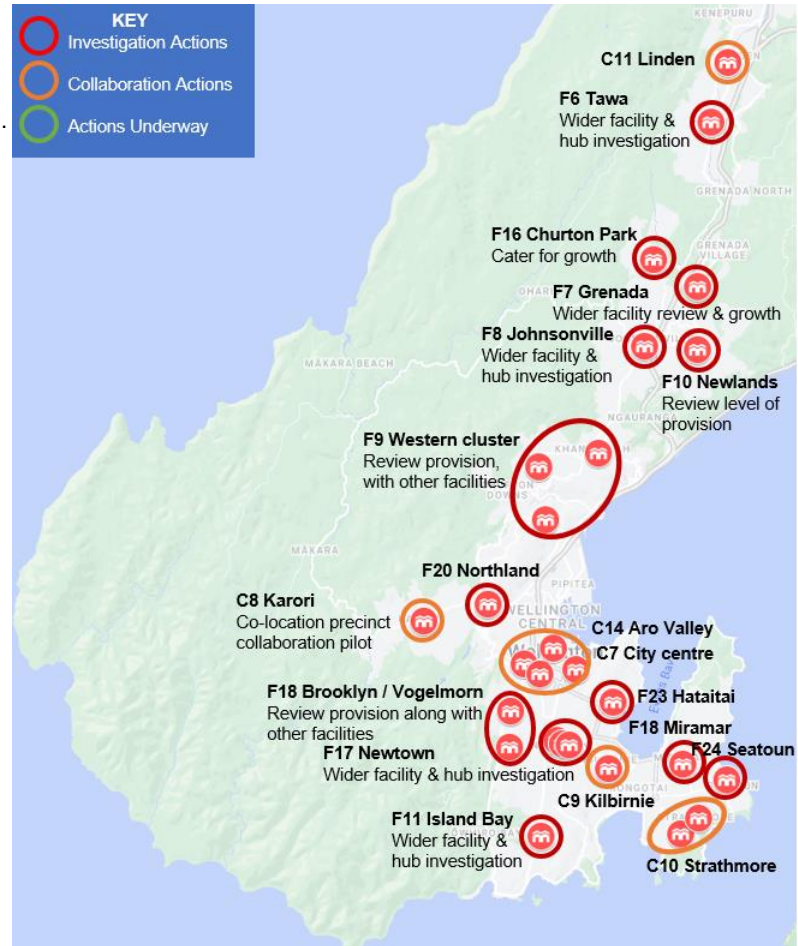 KEY
Investigation Actions
Collaboration Actions
Actions Underway
KENEPURU
C11 Linden
F6 Tawa
Wider facility &
hub investigation
GRENADA NORTH
F16 Churton Park
Cater for growth
GRENADA
VILLAGE
F7 Grenada
Wider facility review & growth
F8 Johnsonville
Wider facility &
hub investigation
MĀKARA BEACH
F10 Newlands
Review level of
provision
NGAURANGA
F9 Western cluster
Review provision,
with other facilities
DOWNS
MĀKARA
F20 Northland
PIPITEA
C8 Karori
Co-location precinct
collaboration pilot
WELLINGTON
CENTRAL
C14 Aro Valley
C7 City centre
F18 Brooklyn / Vogelmorn
Review provision along with
other facilities
F23 Hataitai
F18 Miramar
F17 Newtown
Wider facility & hub investigation
F24 Seatoun
C9 Kilbirnie
F11 Island Bay
Wider facility &
hub investigation
C10 Strathmore